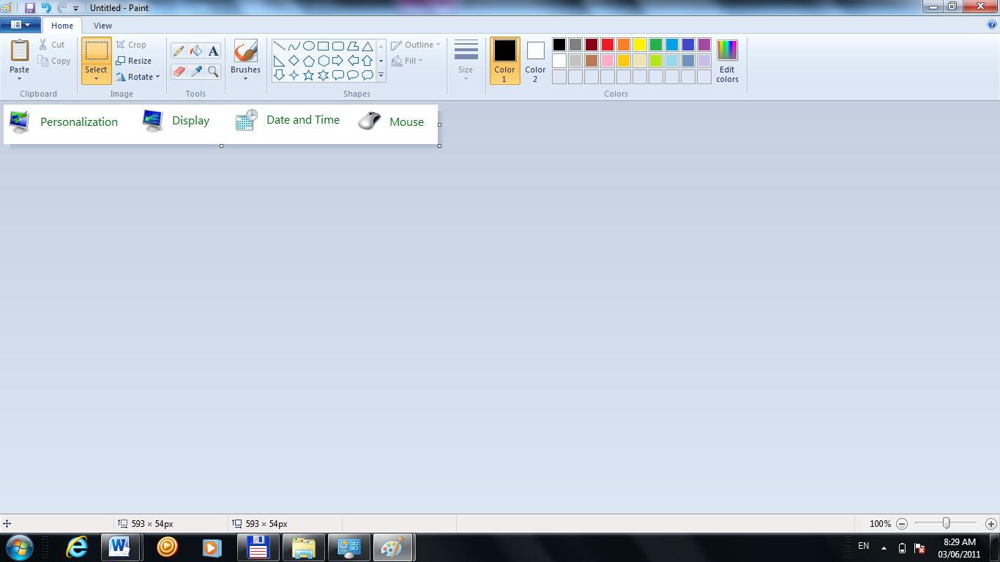 Untitled - Paint
Home View
Paste
Cut
Copy
Clipboard
Select
Crop
Resize
Rotate
Image
A
Tools
Brushes
Outline
Fill
Shapes
Size
Color 1
Color 2
Edit colors
Colors
Personalization Display Date and Time Mouse
593 × 54px 593 × 54px 100%
EN 8:29 AM
03/06/2011